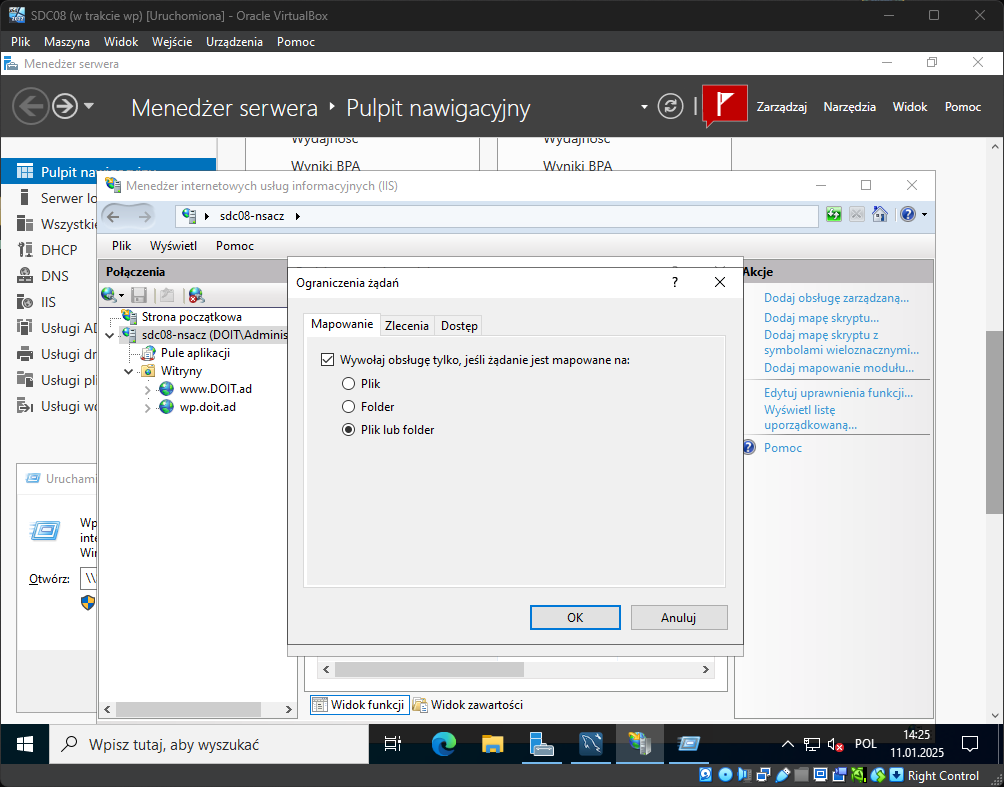 SDC08 (w trakcie wp) [Uruchomiona] - Oracle VirtualBox
Plik Maszyna Widok Wejście Urządzenia Pomoc
Menedżer serwera
Menedżer serwera Pulpit nawigacyjny
Zarządzaj Narzędzia Widok Pomoc
Wydajność Wydajność
Wyniki BPA Wyniki BPA
Pulpit nawigacyjny
Serwer lo
Wszystkie
DHCP
DNS
IIS
Usługi AD
Usługi dr
Usługi pli
Usługi wd
Menedżer internetowych usług informacyjnych (IIS)
sdc08-nsacz
Plik Wyświetl Pomoc
Połączenia
Strona początkowa
sdc08-nsacz (DOIT\Adminis
Pule aplikacji
Witryny
www.DOIT.ad
wp.doit.ad
Ograniczenia żądań
?
Mapowanie Zlecenia Dostęp
Wywołaj obsługę tylko, jeśli żądanie jest mapowane na:
Plik
Folder
Plik lub folder
OK Anuluj
Akcje
Dodaj obsługę zarządzaną...
Dodaj mapę skryptu...
Dodaj mapę skryptu z
symbolami wieloznacznymi...
Dodaj mapowanie modułu...
Edytuj uprawnienia funkcji...
Wyświetl listę
uporządkowaną...
Pomoc
Uruchami
Wp
inte
Wir
Otwórz: \\
Widok funkcji Widok zawartości
Wpisz tutaj, aby wyszukać
POL
14:25
11.01.2025
Right Control